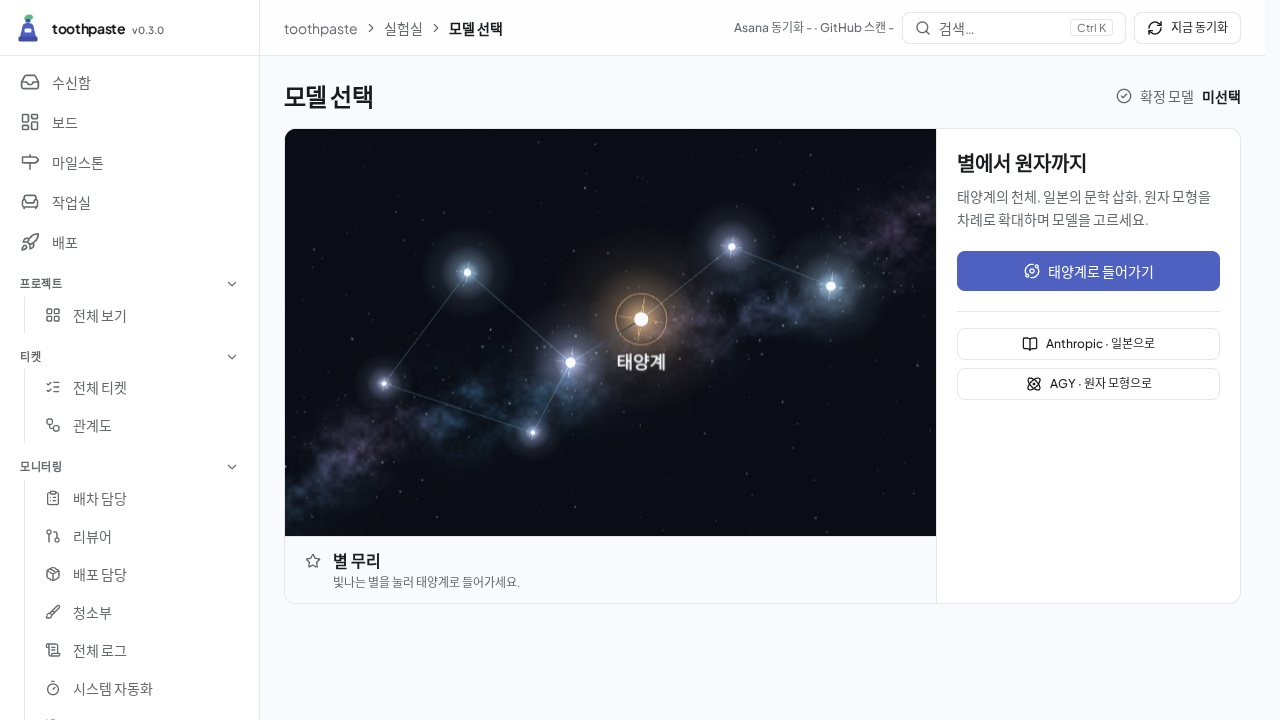 toothpaste v0.3.0
toothpaste > 실험실 > 모델 선택
Asana 동기화 - · GitHub 스캔 -
검색...
Ctrl K
지금 동기화
수신함
보드
마일스톤
작업실
배포
프로젝트
전체 보기
티켓
전체 티켓
관계도
모니터링
배차 담당
리뷰어
배포 담당
청소부
전체 로그
시스템 자동화
모델 선택
확정 모델 미선택
태양계
별 무리
빛나는 별을 눌러 태양계로 들어가세요.
별에서 원자까지
태양계의 천체, 일본의 문학 삽화, 원자 모형을
차례로 확대하며 모델을 고르세요.
태양계로 들어가기
Anthropic · 일본으로
AGY · 원자 모형으로